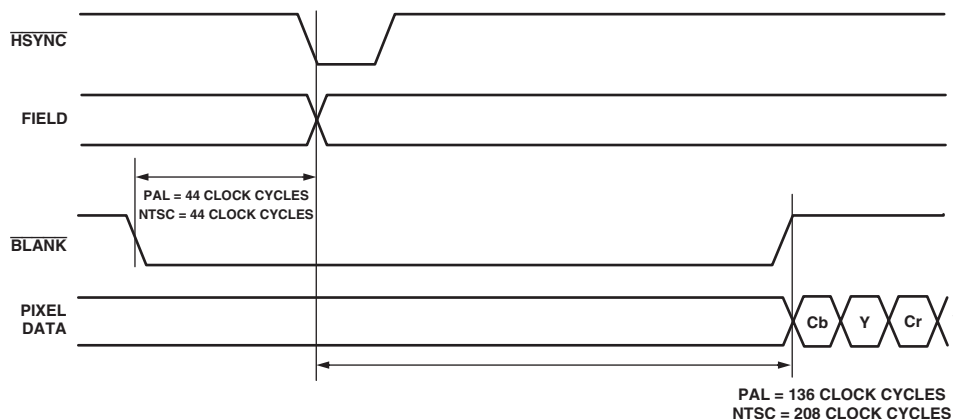 HSYNC
FIELD
PAL = 44 CLOCK CYCLES
NTSC = 44 CLOCK CYCLES
BLANK
PIXEL
DATA
Cb Y Cr
PAL = 136 CLOCK CYCLES
NTSC = 208 CLOCK CYCLES